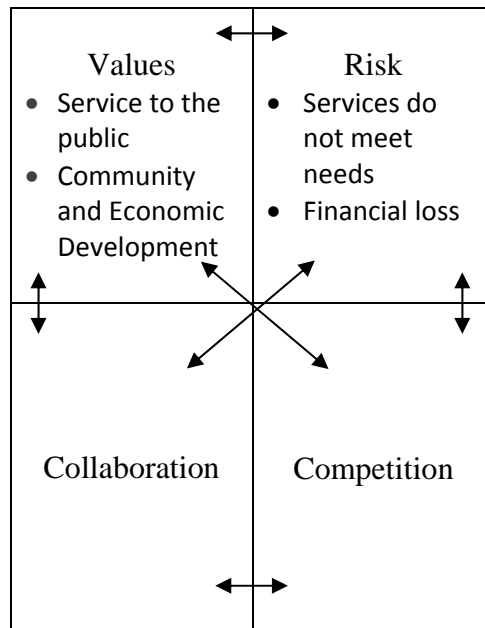 Values
• Service to the
public
• Community
and Economic
Development
Risk
• Services do
not meet
needs
• Financial loss
Collaboration
Competition